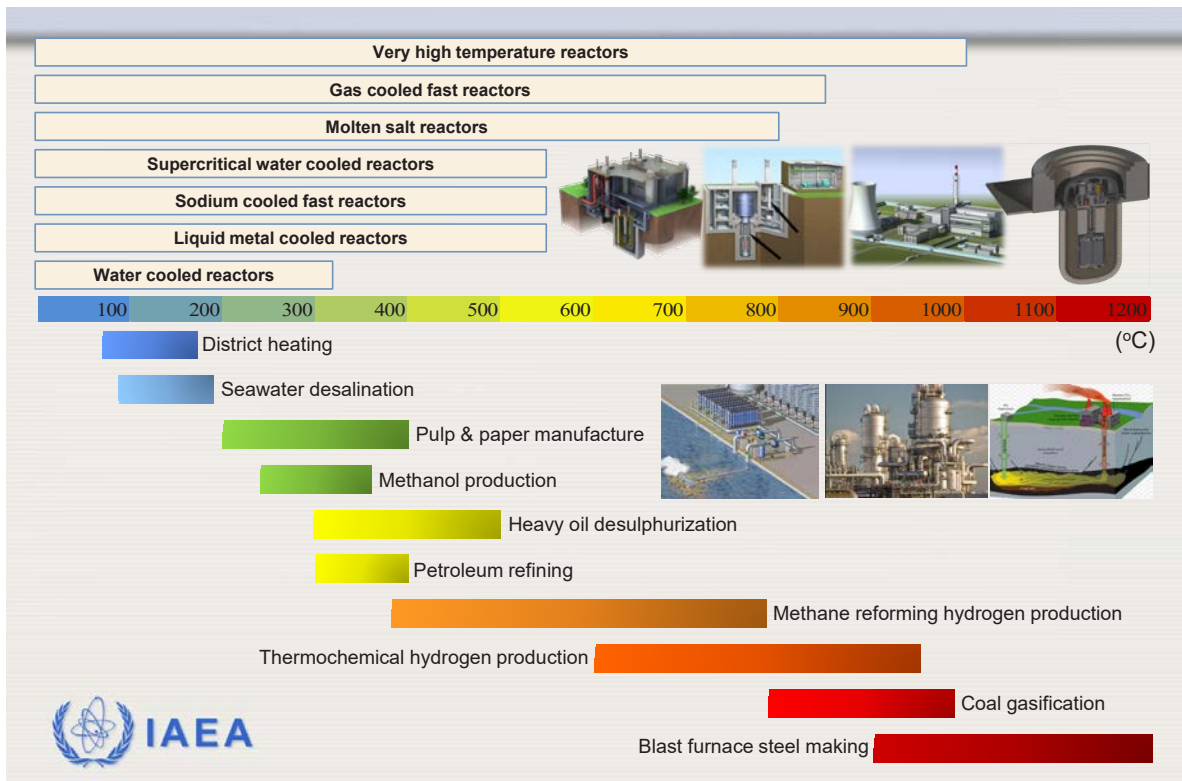 Very high temperature reactors
Gas cooled fast reactors
Molten salt reactors
Supercritical water cooled reactors
Sodium cooled fast reactors
Liquid metal cooled reactors
Water cooled reactors
100 200 300 400 500 600 700 800 900 1000 1100 1200
(ºC)
District heating
Seawater desalination
Pulp & paper manufacture
Methanol production
Heavy oil desulphurization
Petroleum refining
Methane reforming hydrogen production
Thermochemical hydrogen production
Coal gasification
Blast furnace steel making
IAEA